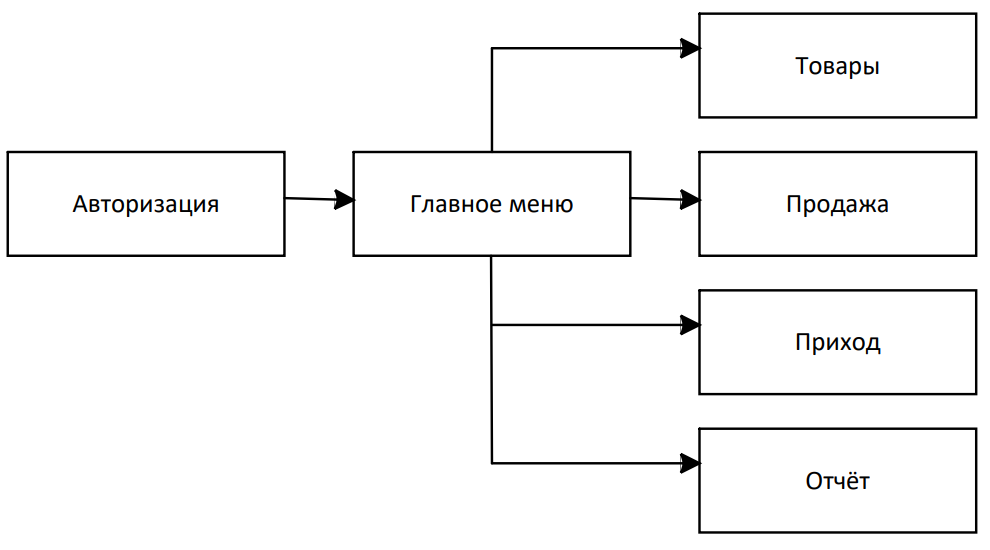 Товары
Авторизация
Главное меню
Продажа
Приход
Отчёт